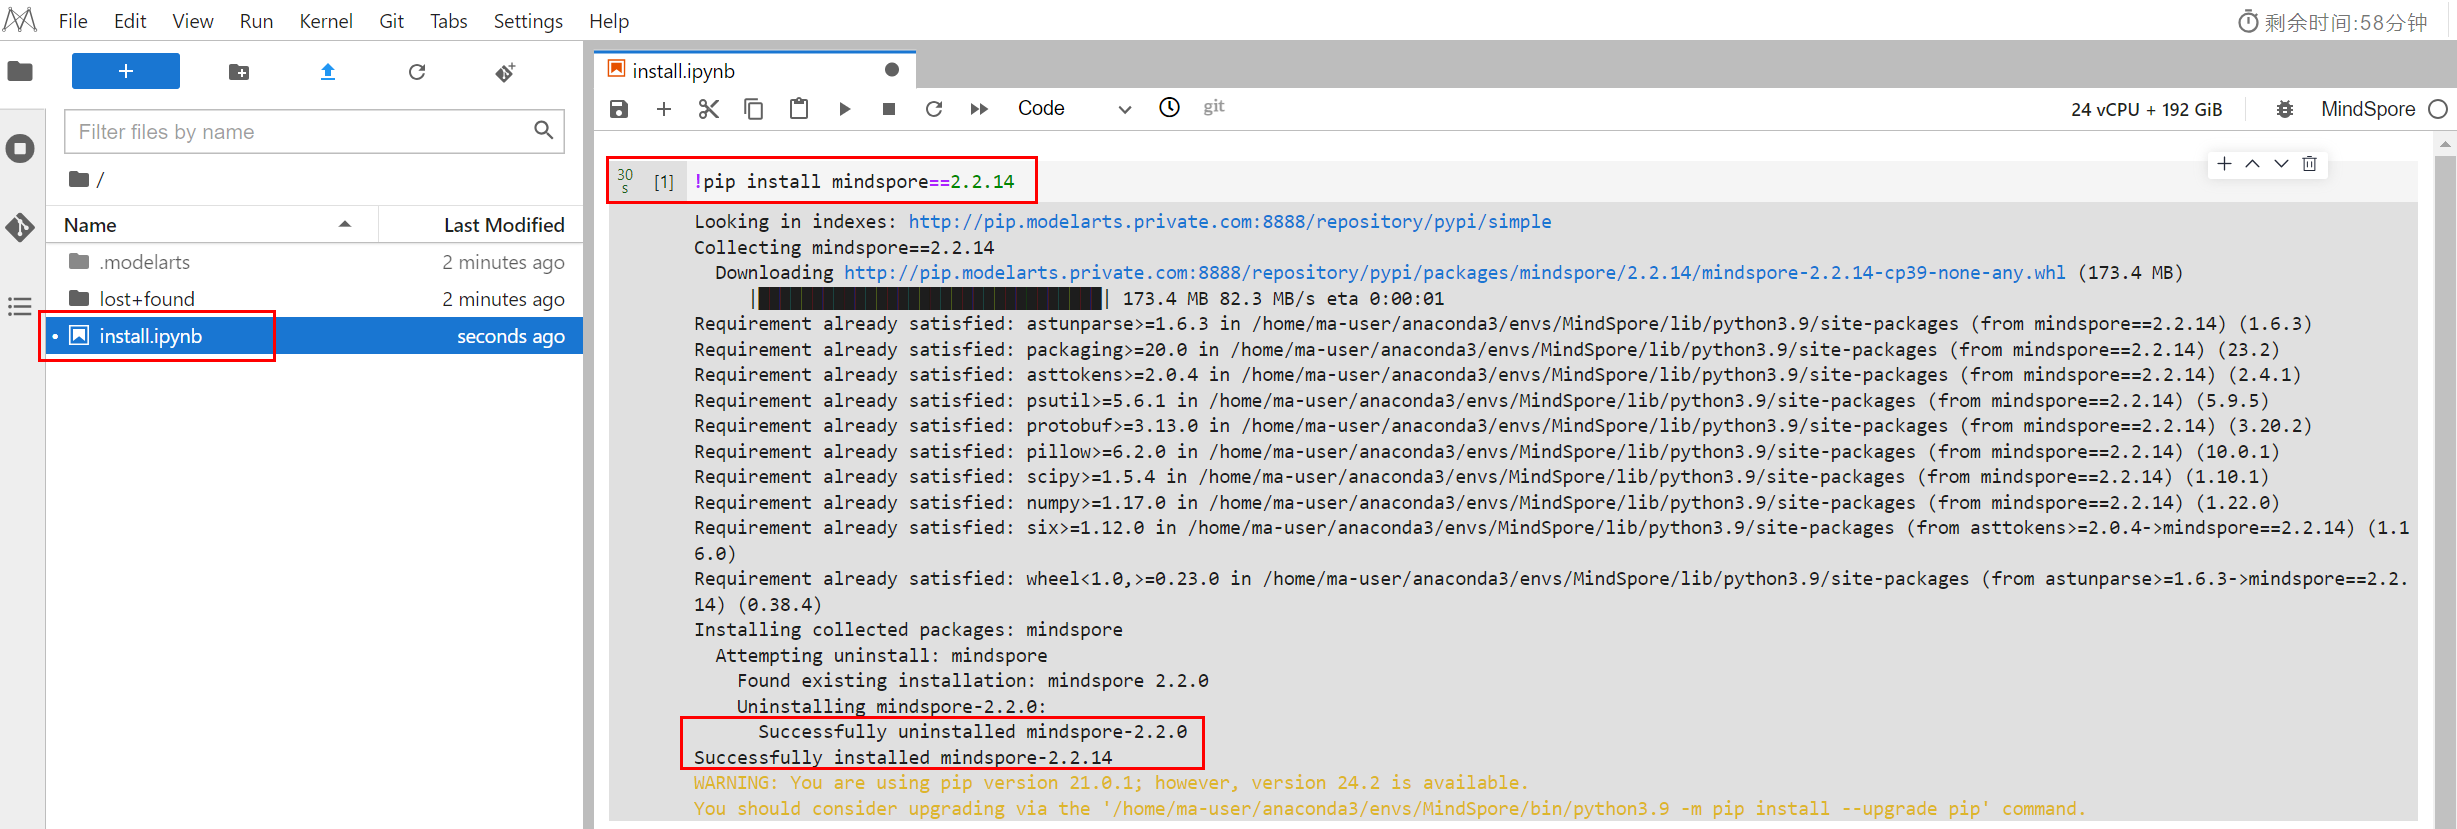 File Edit View Run Kernel Git Tabs Settings Help
剩余时间:58分钟
Filter files by name
/
Name Last Modified
.modelarts 2 minutes ago
lost+found 2 minutes ago
install.ipynb seconds ago
install.ipynb
Code git 24 vCPU + 192 GiB MindSpore
30
s
[1] !pip install mindspore==2.2.14
Looking in indexes: http://pip.modelarts.private.com:8888/repository/pypi/simple
Collecting mindspore==2.2.14
Downloading http://pip.modelarts.private.com:8888/repository/pypi/packages/mindspore/2.2.14/mindspore-2.2.14-cp39-none-any.whl (173.4 MB)
173.4 MB 82.3 MB/s eta 0:00:01
Requirement already satisfied: astunparse>=1.6.3 in /home/ma-user/anaconda3/envs/MindSpore/lib/python3.9/site-packages (from mindspore==2.2.14) (1.6.3)
Requirement already satisfied: packaging>=20.0 in /home/ma-user/anaconda3/envs/MindSpore/lib/python3.9/site-packages (from mindspore==2.2.14) (23.2)
Requirement already satisfied: asttokens>=2.0.4 in /home/ma-user/anaconda3/envs/MindSpore/lib/python3.9/site-packages (from mindspore==2.2.14) (2.4.1)
Requirement already satisfied: psutil>=5.6.1 in /home/ma-user/anaconda3/envs/MindSpore/lib/python3.9/site-packages (from mindspore==2.2.14) (5.9.5)
Requirement already satisfied: protobuf>=3.13.0 in /home/ma-user/anaconda3/envs/MindSpore/lib/python3.9/site-packages (from mindspore==2.2.14) (3.20.2)
Requirement already satisfied: pillow>=6.2.0 in /home/ma-user/anaconda3/envs/MindSpore/lib/python3.9/site-packages (from mindspore==2.2.14) (10.0.1)
Requirement already satisfied: scipy>=1.5.4 in /home/ma-user/anaconda3/envs/MindSpore/lib/python3.9/site-packages (from mindspore==2.2.14) (1.10.1)
Requirement already satisfied: numpy>=1.17.0 in /home/ma-user/anaconda3/envs/MindSpore/lib/python3.9/site-packages (from mindspore==2.2.14) (1.22.0)
Requirement already satisfied: six>=1.12.0 in /home/ma-user/anaconda3/envs/MindSpore/lib/python3.9/site-packages (from asttokens>=2.0.4->mindspore==2.2.14) (1.1
6.0)
Requirement already satisfied: wheel<1.0,>=0.23.0 in /home/ma-user/anaconda3/envs/MindSpore/lib/python3.9/site-packages (from astunparse>=1.6.3->mindspore==2.2.
14) (0.38.4)
Installing collected packages: mindspore
Attempting uninstall: mindspore
Found existing installation: mindspore 2.2.0
Uninstalling mindspore-2.2.0:
Successfully uninstalled mindspore-2.2.0
Successfully installed mindspore-2.2.14
WARNING: You are using pip version 21.0.1; however, version 24.2 is available.
You should consider upgrading via the '/home/ma-user/anaconda3/envs/MindSpore/bin/python3.9 -m pip install --upgrade pip' command.